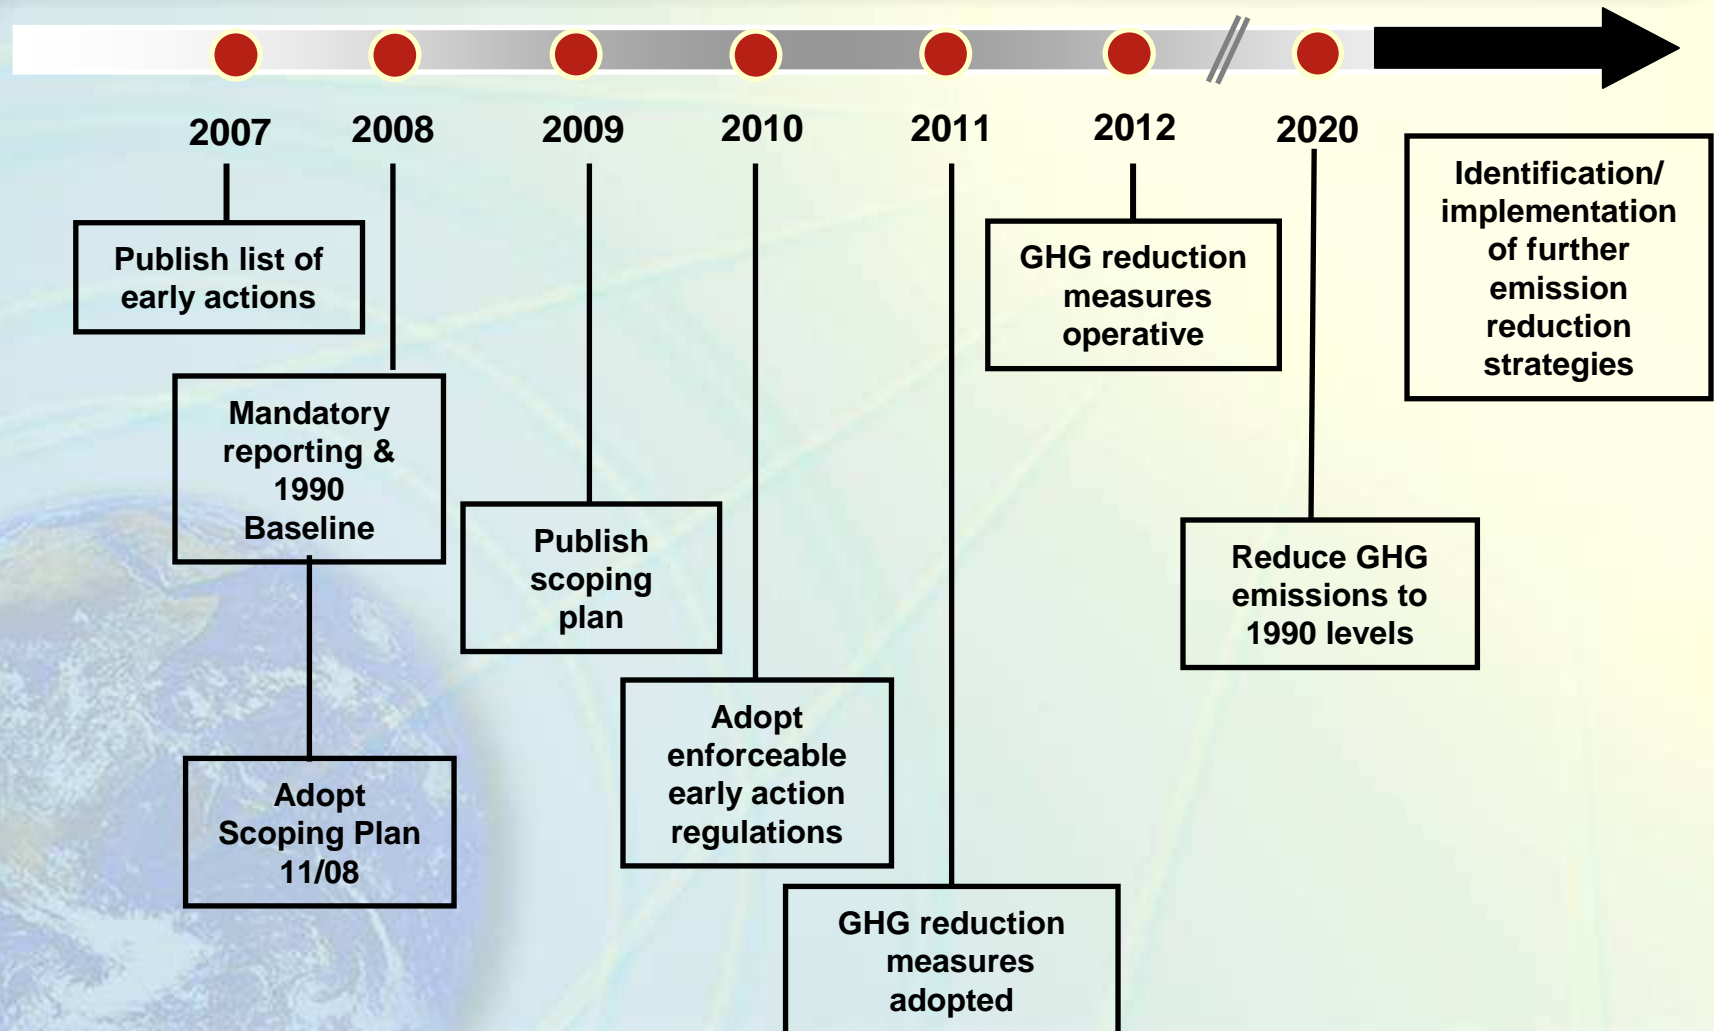 2007 2008 2009 2010 2011 2012 2020
Publish list of
early actions
Mandatory
reporting &
1990
Baseline
Adopt
Scoping Plan
11/08
Publish
scoping
plan
Adopt
enforceable
early action
regulations
GHG reduction
measures
adopted
GHG reduction
measures
operative
Reduce GHG
emissions to
1990 levels
Identification/
implementation
of further
emission
reduction
strategies